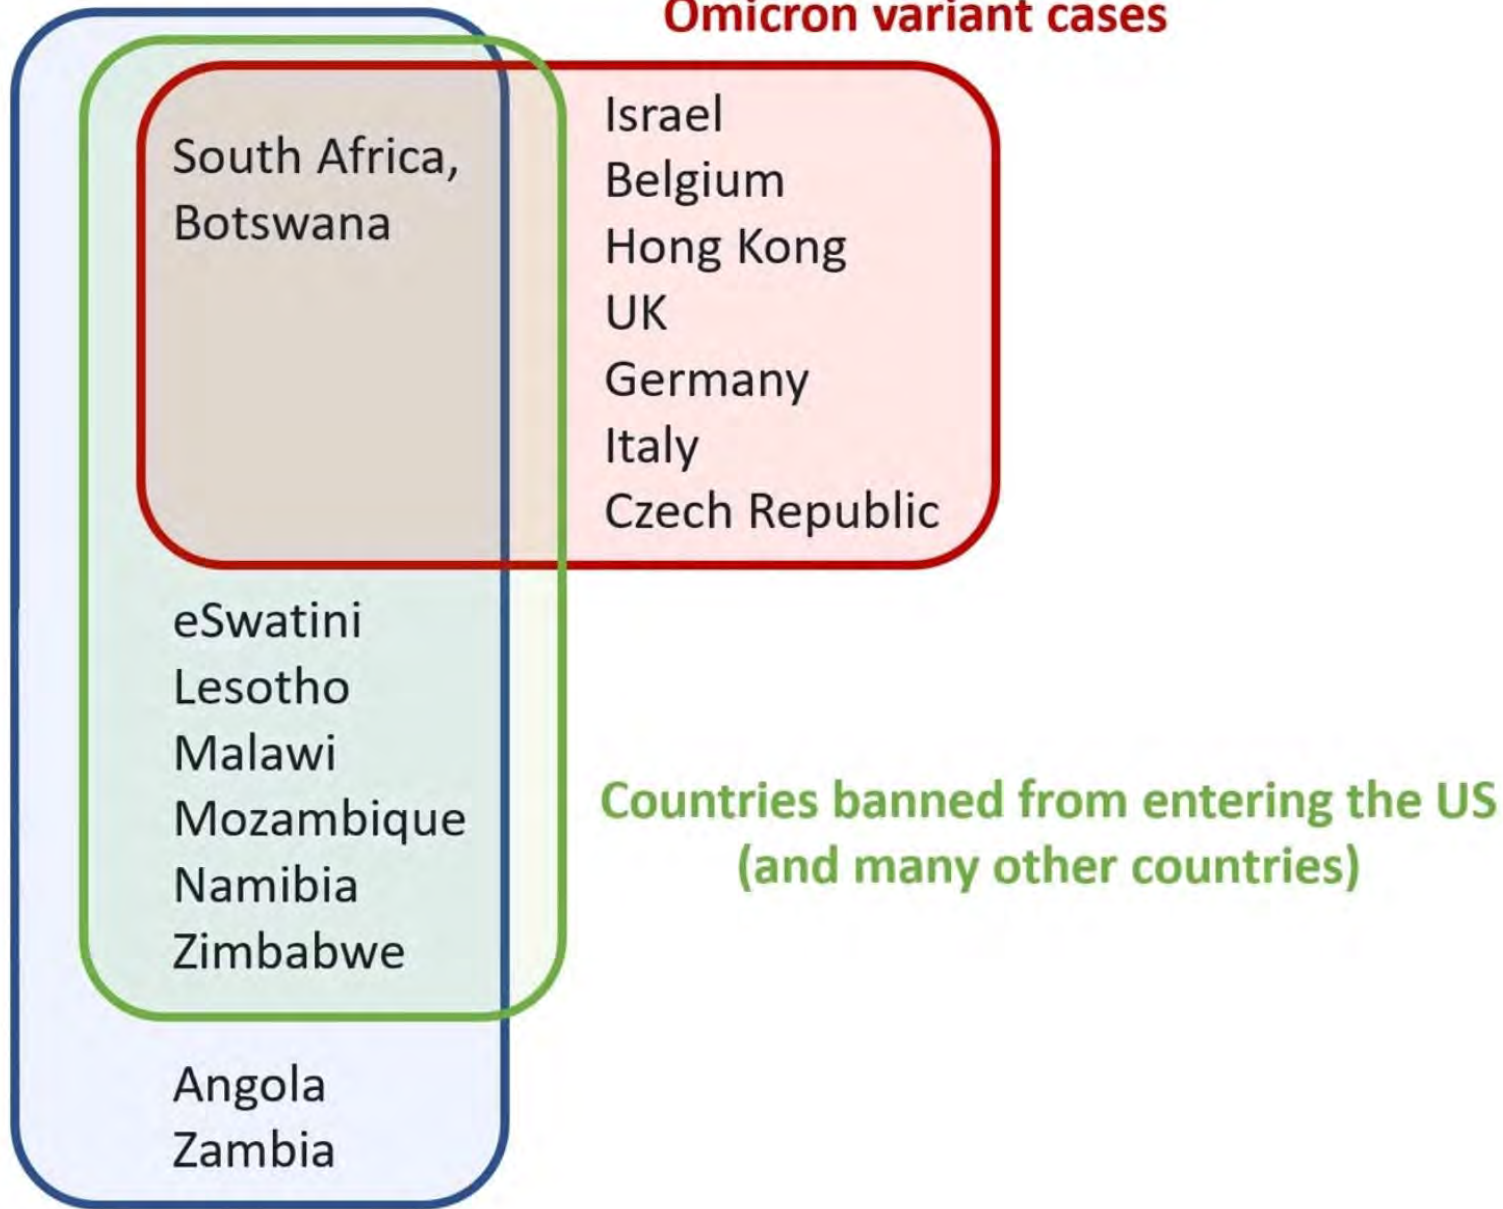 Omicron variant cases
South Africa,
Botswana
Israel
Belgium
Hong Kong
UK
Germany
Italy
Czech Republic
eSwatini
Lesotho
Malawi
Mozambique
Namibia
Zimbabwe
Countries banned from entering the US
(and many other countries)
Angola
Zambia